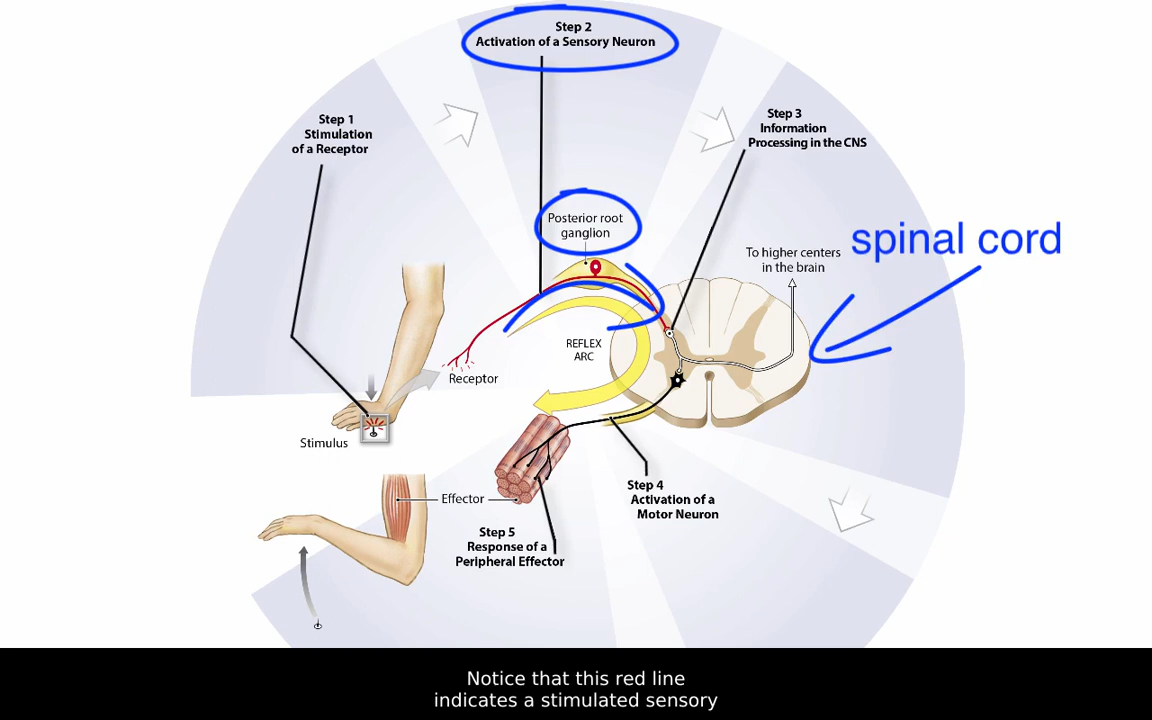 Step 2
Activation of a Sensory Neuron
Step 1
Stimulation
of a Receptor
Step 3
Information
Processing in the CNS
Posterior root
ganglion
spinal cord
To higher centers
in the brain
REFLEX
ARC
Receptor
Stimulus
Effector
Step 4
Activation of a
Motor Neuron
Step 5
Response of a
Peripheral Effector
Notice that this red line
indicates a stimulated sensory